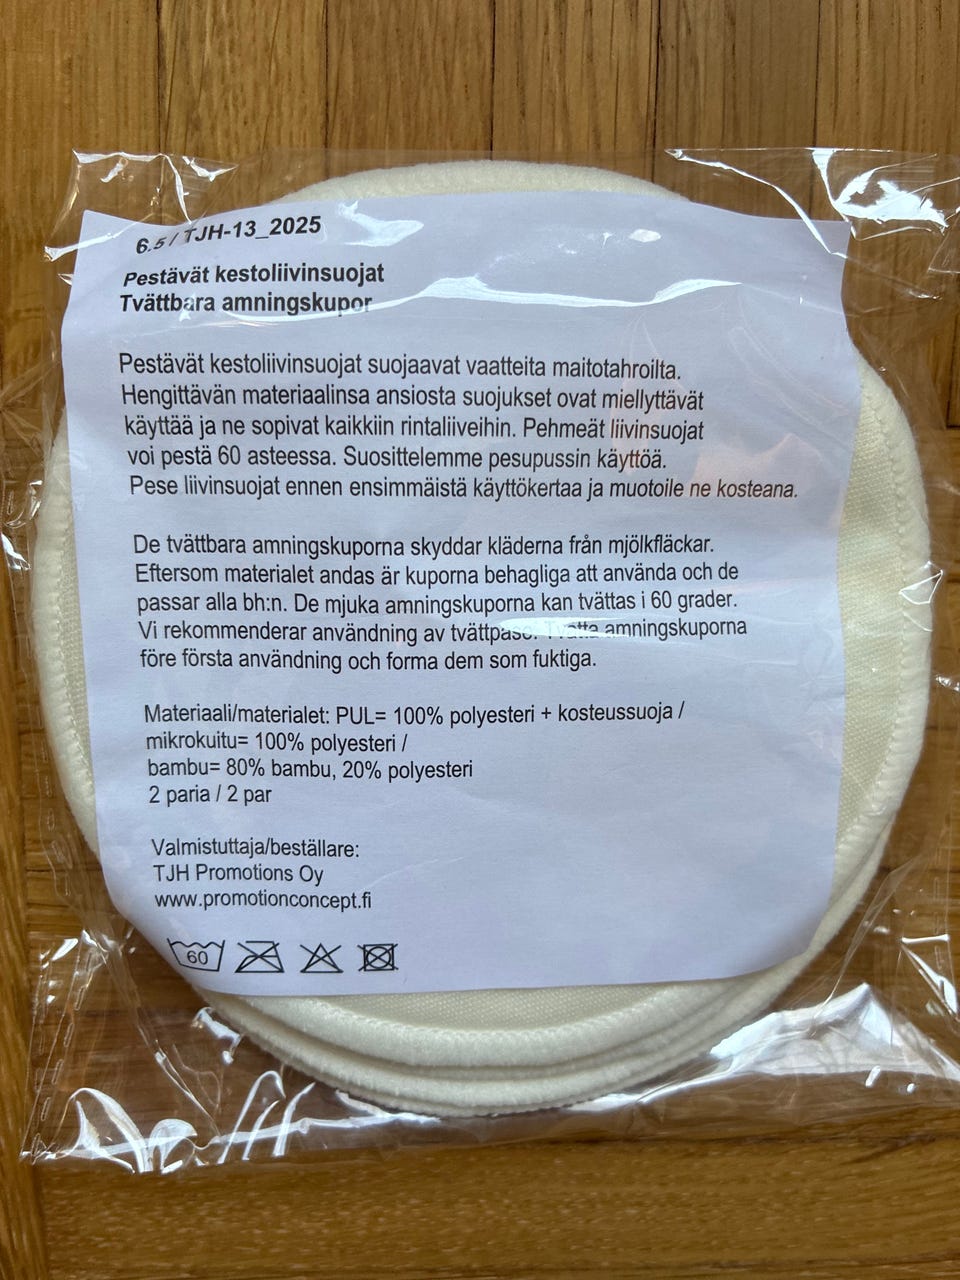 6.5 / TJH-13_2025
Pestävät kestoliivinsuojat
Tvättbara amningskupor
Pestävät kestoliivinsuojat suojaavat vaatteita maitotahroilta.
Hengittävän materiaalinsa ansiosta suojukset ovat miellyttävät
käyttää ja ne sopivat kaikkiin rintaliiveihin. Pehmeät liivinsuojat
voi pestä 60 asteessa. Suosittelemme pesupussin käyttöä.
Pese liivinsuojat ennen ensimmäistä käyttökertaa ja muotoile ne kosteana.
De tvättbara amningskuporna skyddar kläderna från mjölkfläckar.
Eftersom materialet andas är kuporna behagliga att använda och de
passar alla bh:n. De mjuka amningskuporna kan tvättas i 60 grader.
Vi rekommenderar användning av tvättpåse. Tvätta amningskuporna
före första användning och forma dem som fuktiga.
Materiaali/materialet: PUL= 100% polyesteri + kosteussuoja /
mikrokuitu= 100% polyesteri /
bambu= 80% bambu, 20% polyesteri
2 paria / 2 par
Valmistuttaja/beställare:
TJH Promotions Oy
www.promotionconcept.fi
60